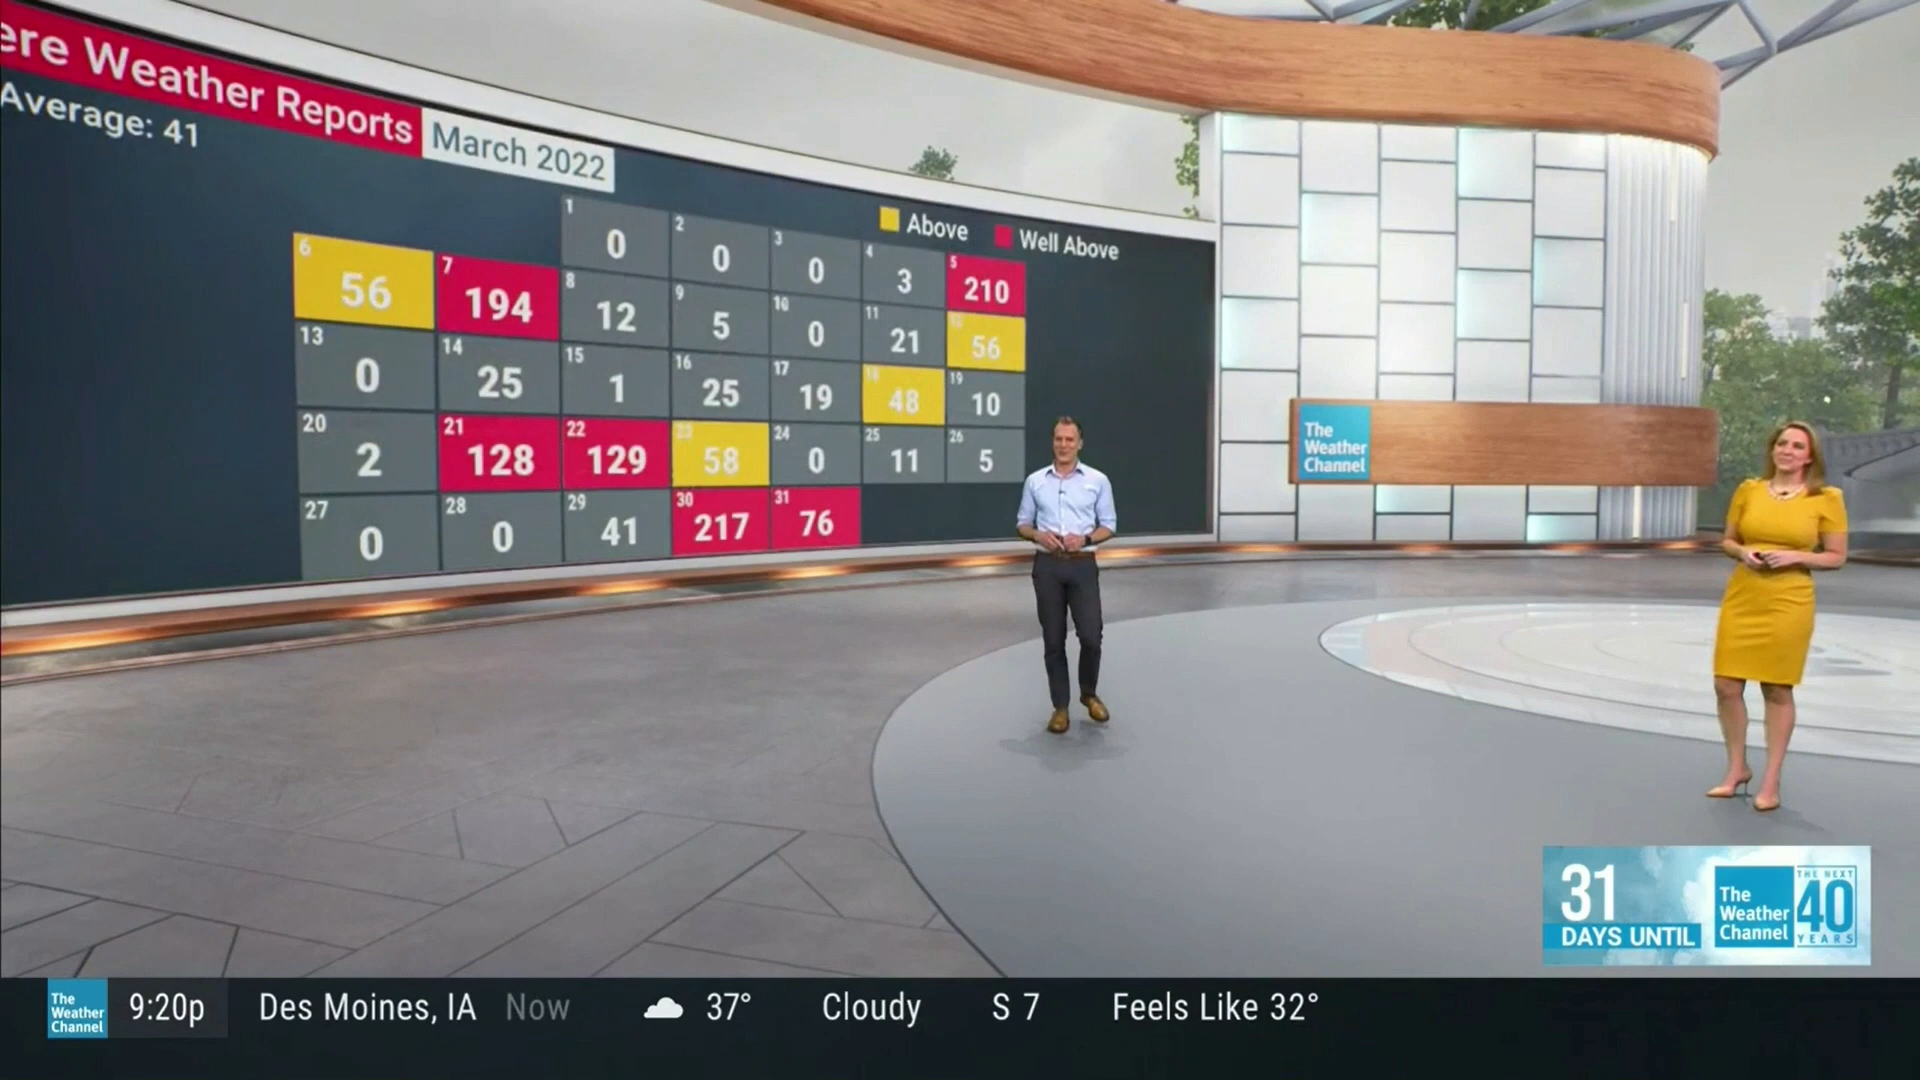 ere Weather Reports
March 2022
Average: 41
Above
Well Above
1 0
2 0
3 0
4 3
5 210
6 56
7 194
8 12
9 5
10 0
11 21
12 56
13 0
14 25
15 1
16 25
17 19
18 48
19 10
20 2
21 128
22 129
23 58
24 0
25 11
26 5
27 0
28 0
29 41
30 217
31 76
The
Weather
Channel
31
DAYS UNTIL
The
Weather
Channel
THE NEXT
40
YEARS
The
Weather
Channel
9:20p
Des Moines, IA Now 37° Cloudy S 7 Feels Like 32°